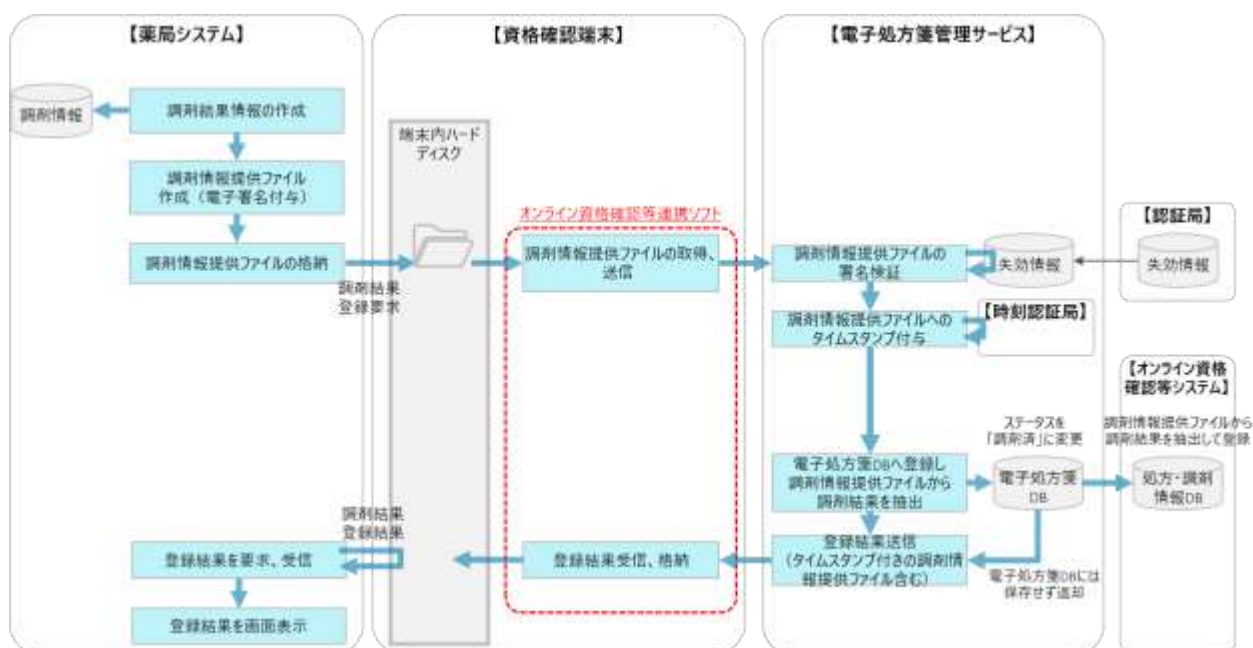 【薬局システム】
調剤情報
調剤結果情報の作成
調剤情報提供ファイル
作成（電子署名付与）
調剤情報提供ファイルの格納
調剤結果
登録要求
調剤結果
登録結果
登録結果を要求、受信
登録結果を画面表示
【資格確認端末】
端末内ハード
ディスク
オンライン資格確認等連携ソフト
調剤情報提供ファイルの取得、
送信
登録結果受信、格納
【電子処方箋管理サービス】
調剤情報提供ファイルの
署名検証
失効情報
調剤情報提供ファイルへの
タイムスタンプ付与
【時刻認証局】
電子処方箋DBへ登録し
調剤情報提供ファイルから
調剤結果を抽出
ステータスを
「調剤済」に変更
電子処方箋
DB
登録結果送信
（タイムスタンプ付きの調剤情
報提供ファイル含む）
電子処方箋DBには
保存せず返却
【認証局】
失効情報
【オンライン資格
確認等システム】
調剤情報提供ファイルから
調剤結果を抽出して登録
処方・調剤
情報DB